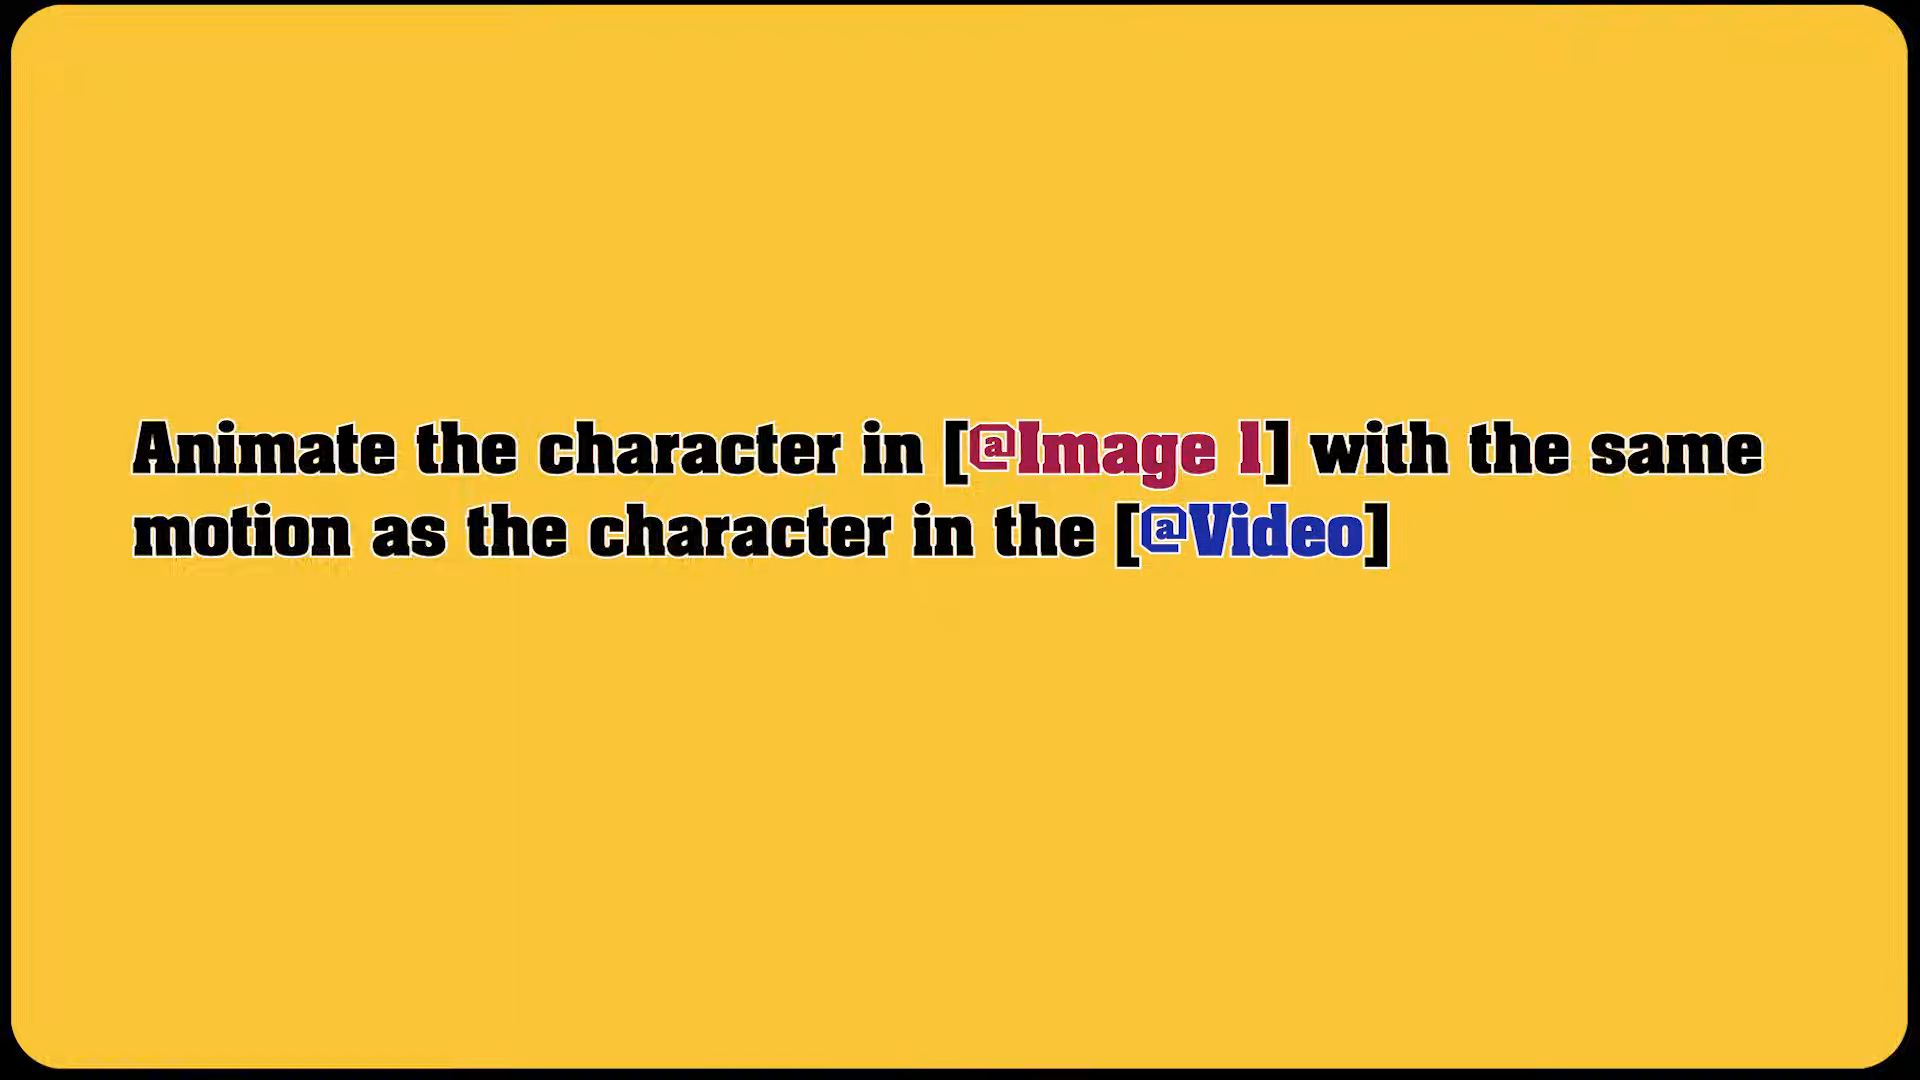 Animate the character in [@Image 1] with the same
motion as the character in the [@Video]